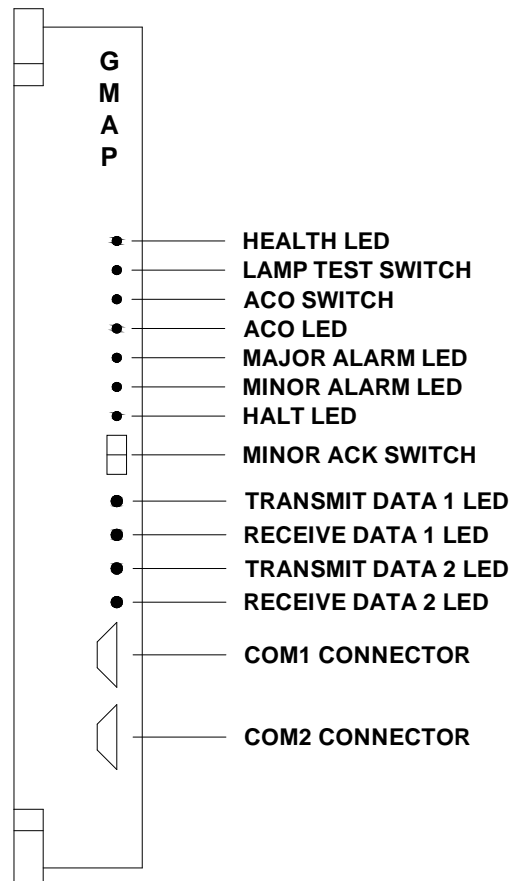 G
M
A
P
HEALTH LED
LAMP TEST SWITCH
ACO SWITCH
ACO LED
MAJOR ALARM LED
MINOR ALARM LED
HALT LED
MINOR ACK SWITCH
TRANSMIT DATA 1 LED
RECEIVE DATA 1 LED
TRANSMIT DATA 2 LED
RECEIVE DATA 2 LED
COM1 CONNECTOR
COM2 CONNECTOR